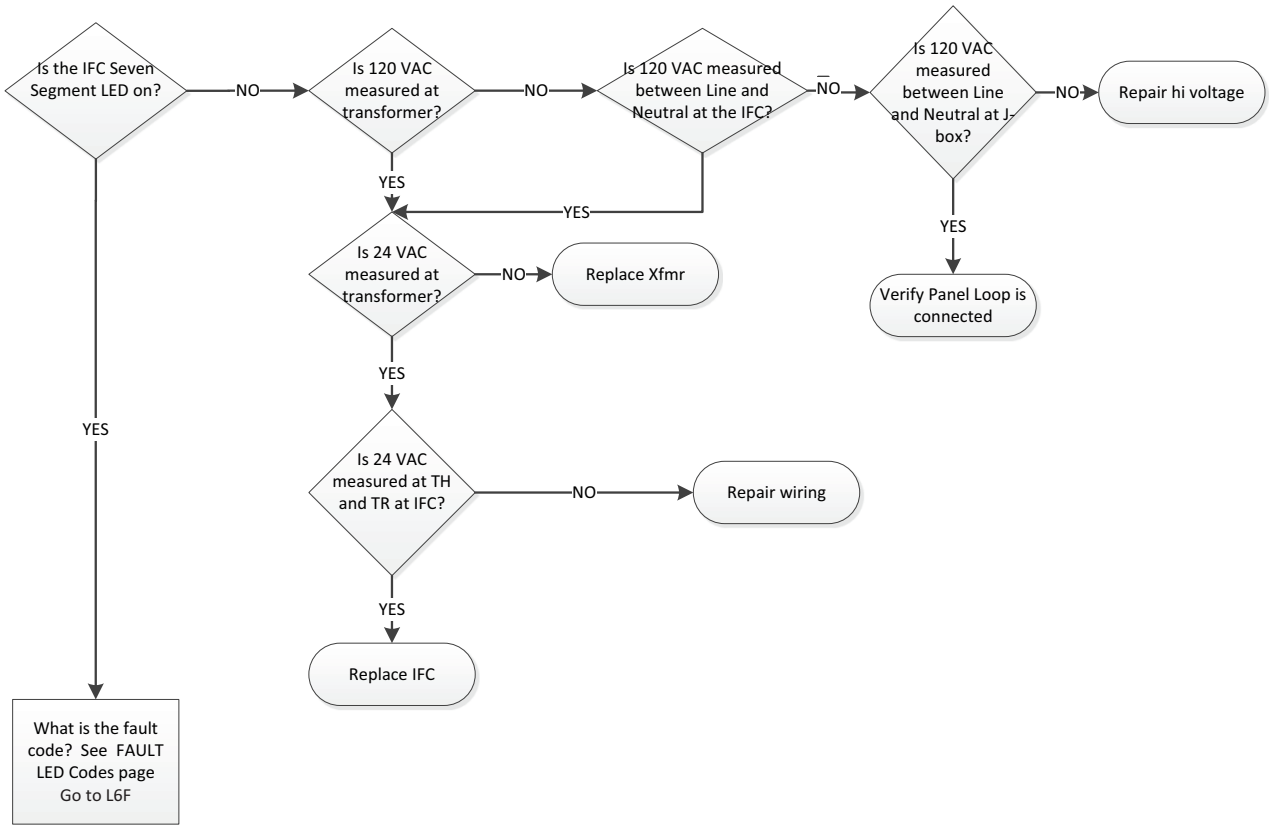 Is the IFC Seven
Segment LED on?
NO
Is 120 VAC
measured at
transformer?
NO
Is 120 VAC measured
between Line and
Neutral at the IFC?
NO
Is 120 VAC
measured
between Line
and Neutral at J-
box?
NO
Repair hi voltage
YES
YES
YES
Is 24 VAC
measured at
transformer?
NO
Replace Xfmr
Verify Panel Loop is
connected
YES
YES
Is 24 VAC
measured at TH
and TR at IFC?
NO
Repair wiring
YES
Replace IFC
What is the fault
code? See FAULT
LED Codes page
Go to L6F